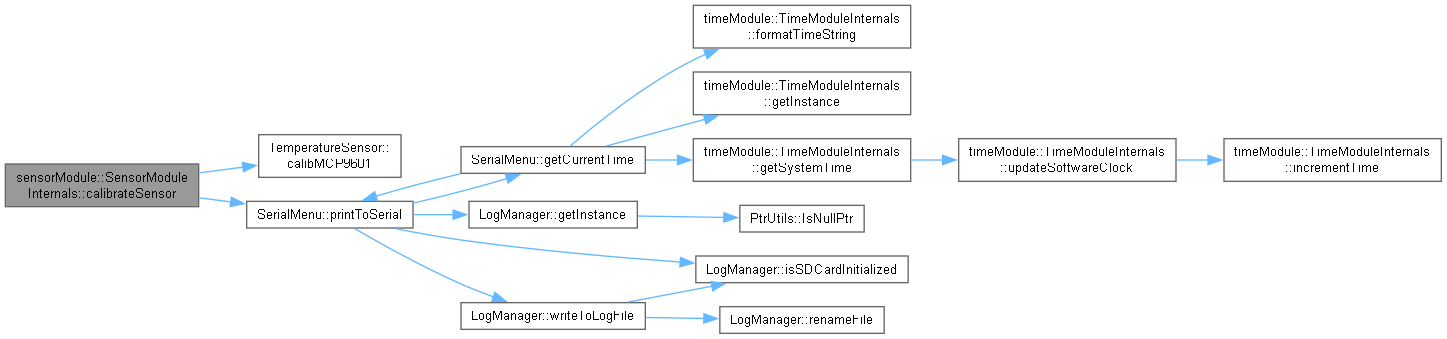 timeModule::TimeModuleInternals
::formatTimeString
timeModule::TimeModuleInternals
::getInstance
TemperatureSensor::
calibMCP9601
SerialMenu::getCurrentTime
timeModule::TimeModuleInternals
::getSystemTime
timeModule::TimeModuleInternals
::updateSoftwareClock
timeModule::TimeModuleInternals
::incrementTime
sensorModule::SensorModule
Internals::calibrateSensor
SerialMenu::printToSerial
LogManager::getInstance
PtrUtils::IsNullPtr
LogManager::isSDCardInitialized
LogManager::writeToLogFile
LogManager::renameFile